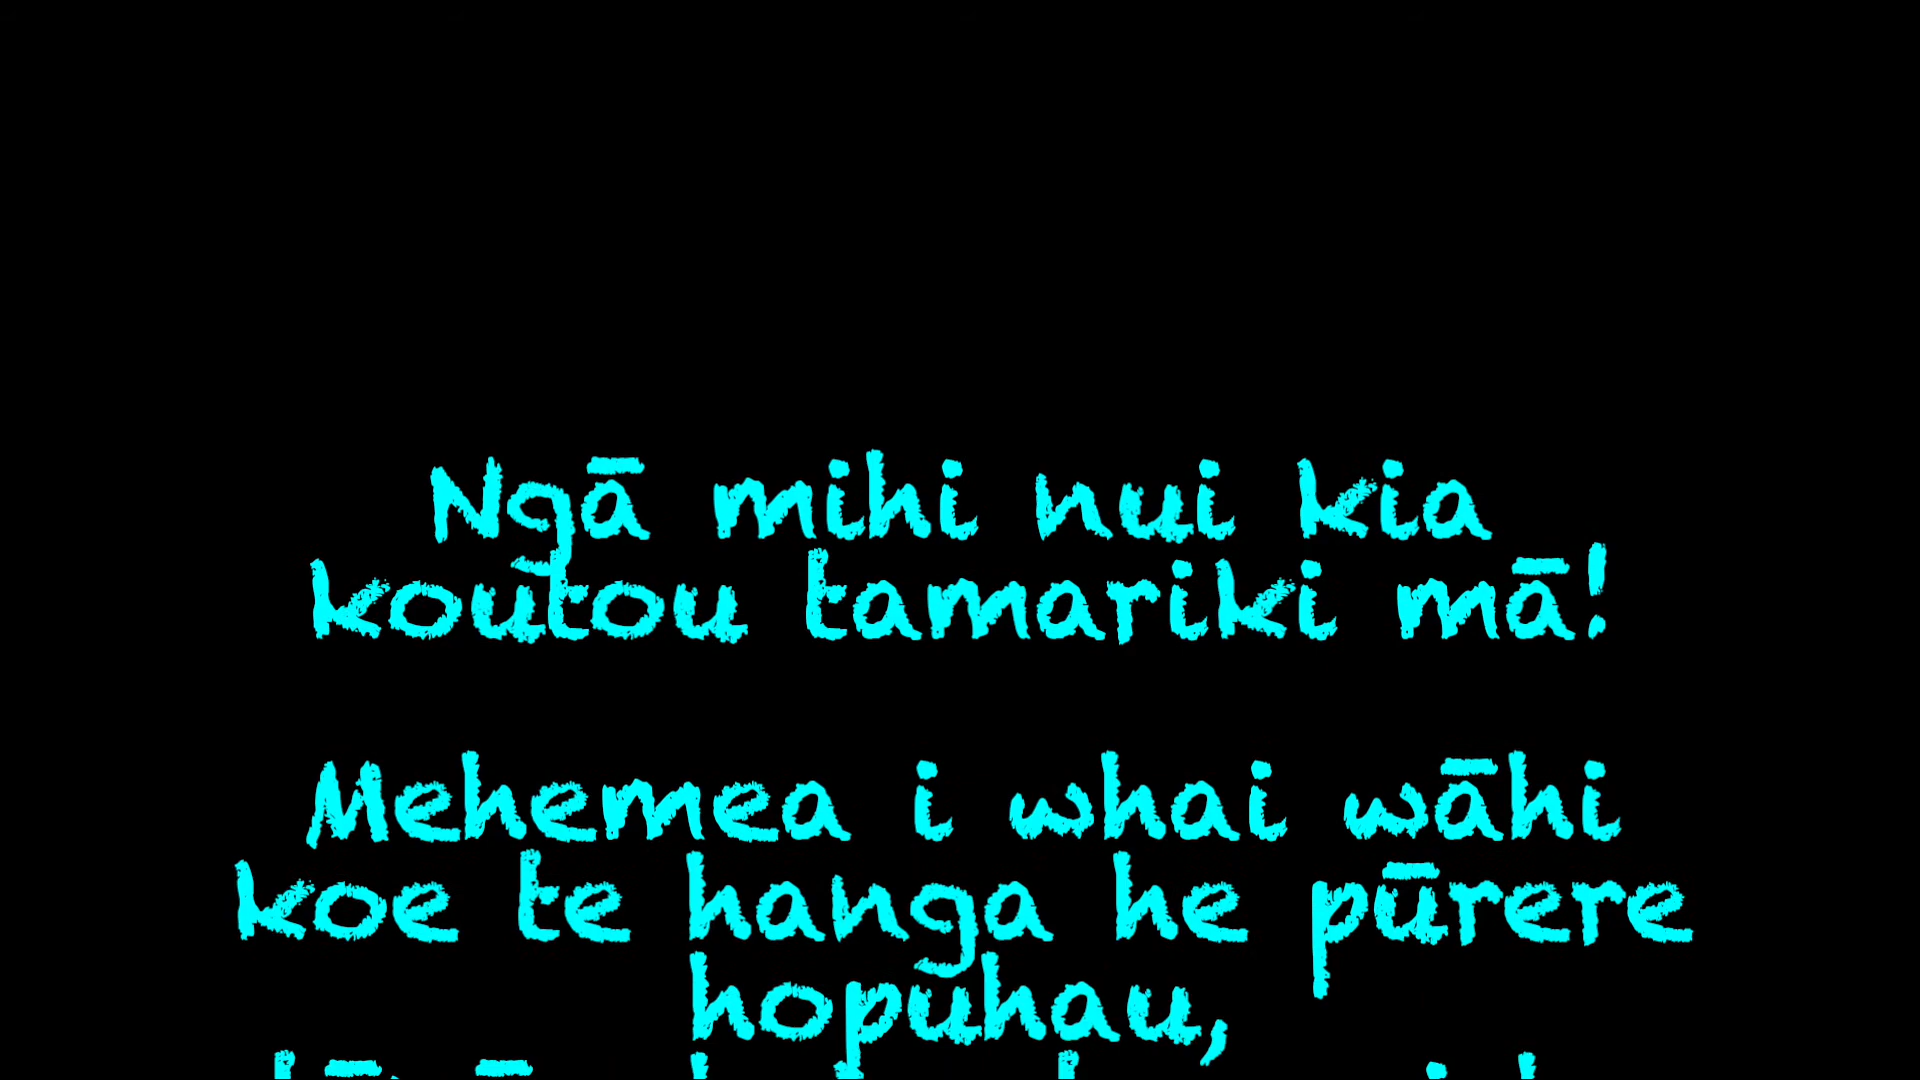 Ngā mihi nui kia
koutou tamariki mā!
Mehemea i whai wāhi
koe te hanga he pūrere
hopuhau,